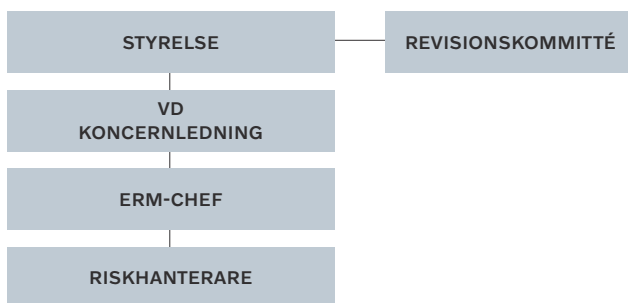 STYRELSE
REVISIONSKOMMITTÉ
VD
KONCERNLEDNING
ERM-CHEF
RISKHANTERARE